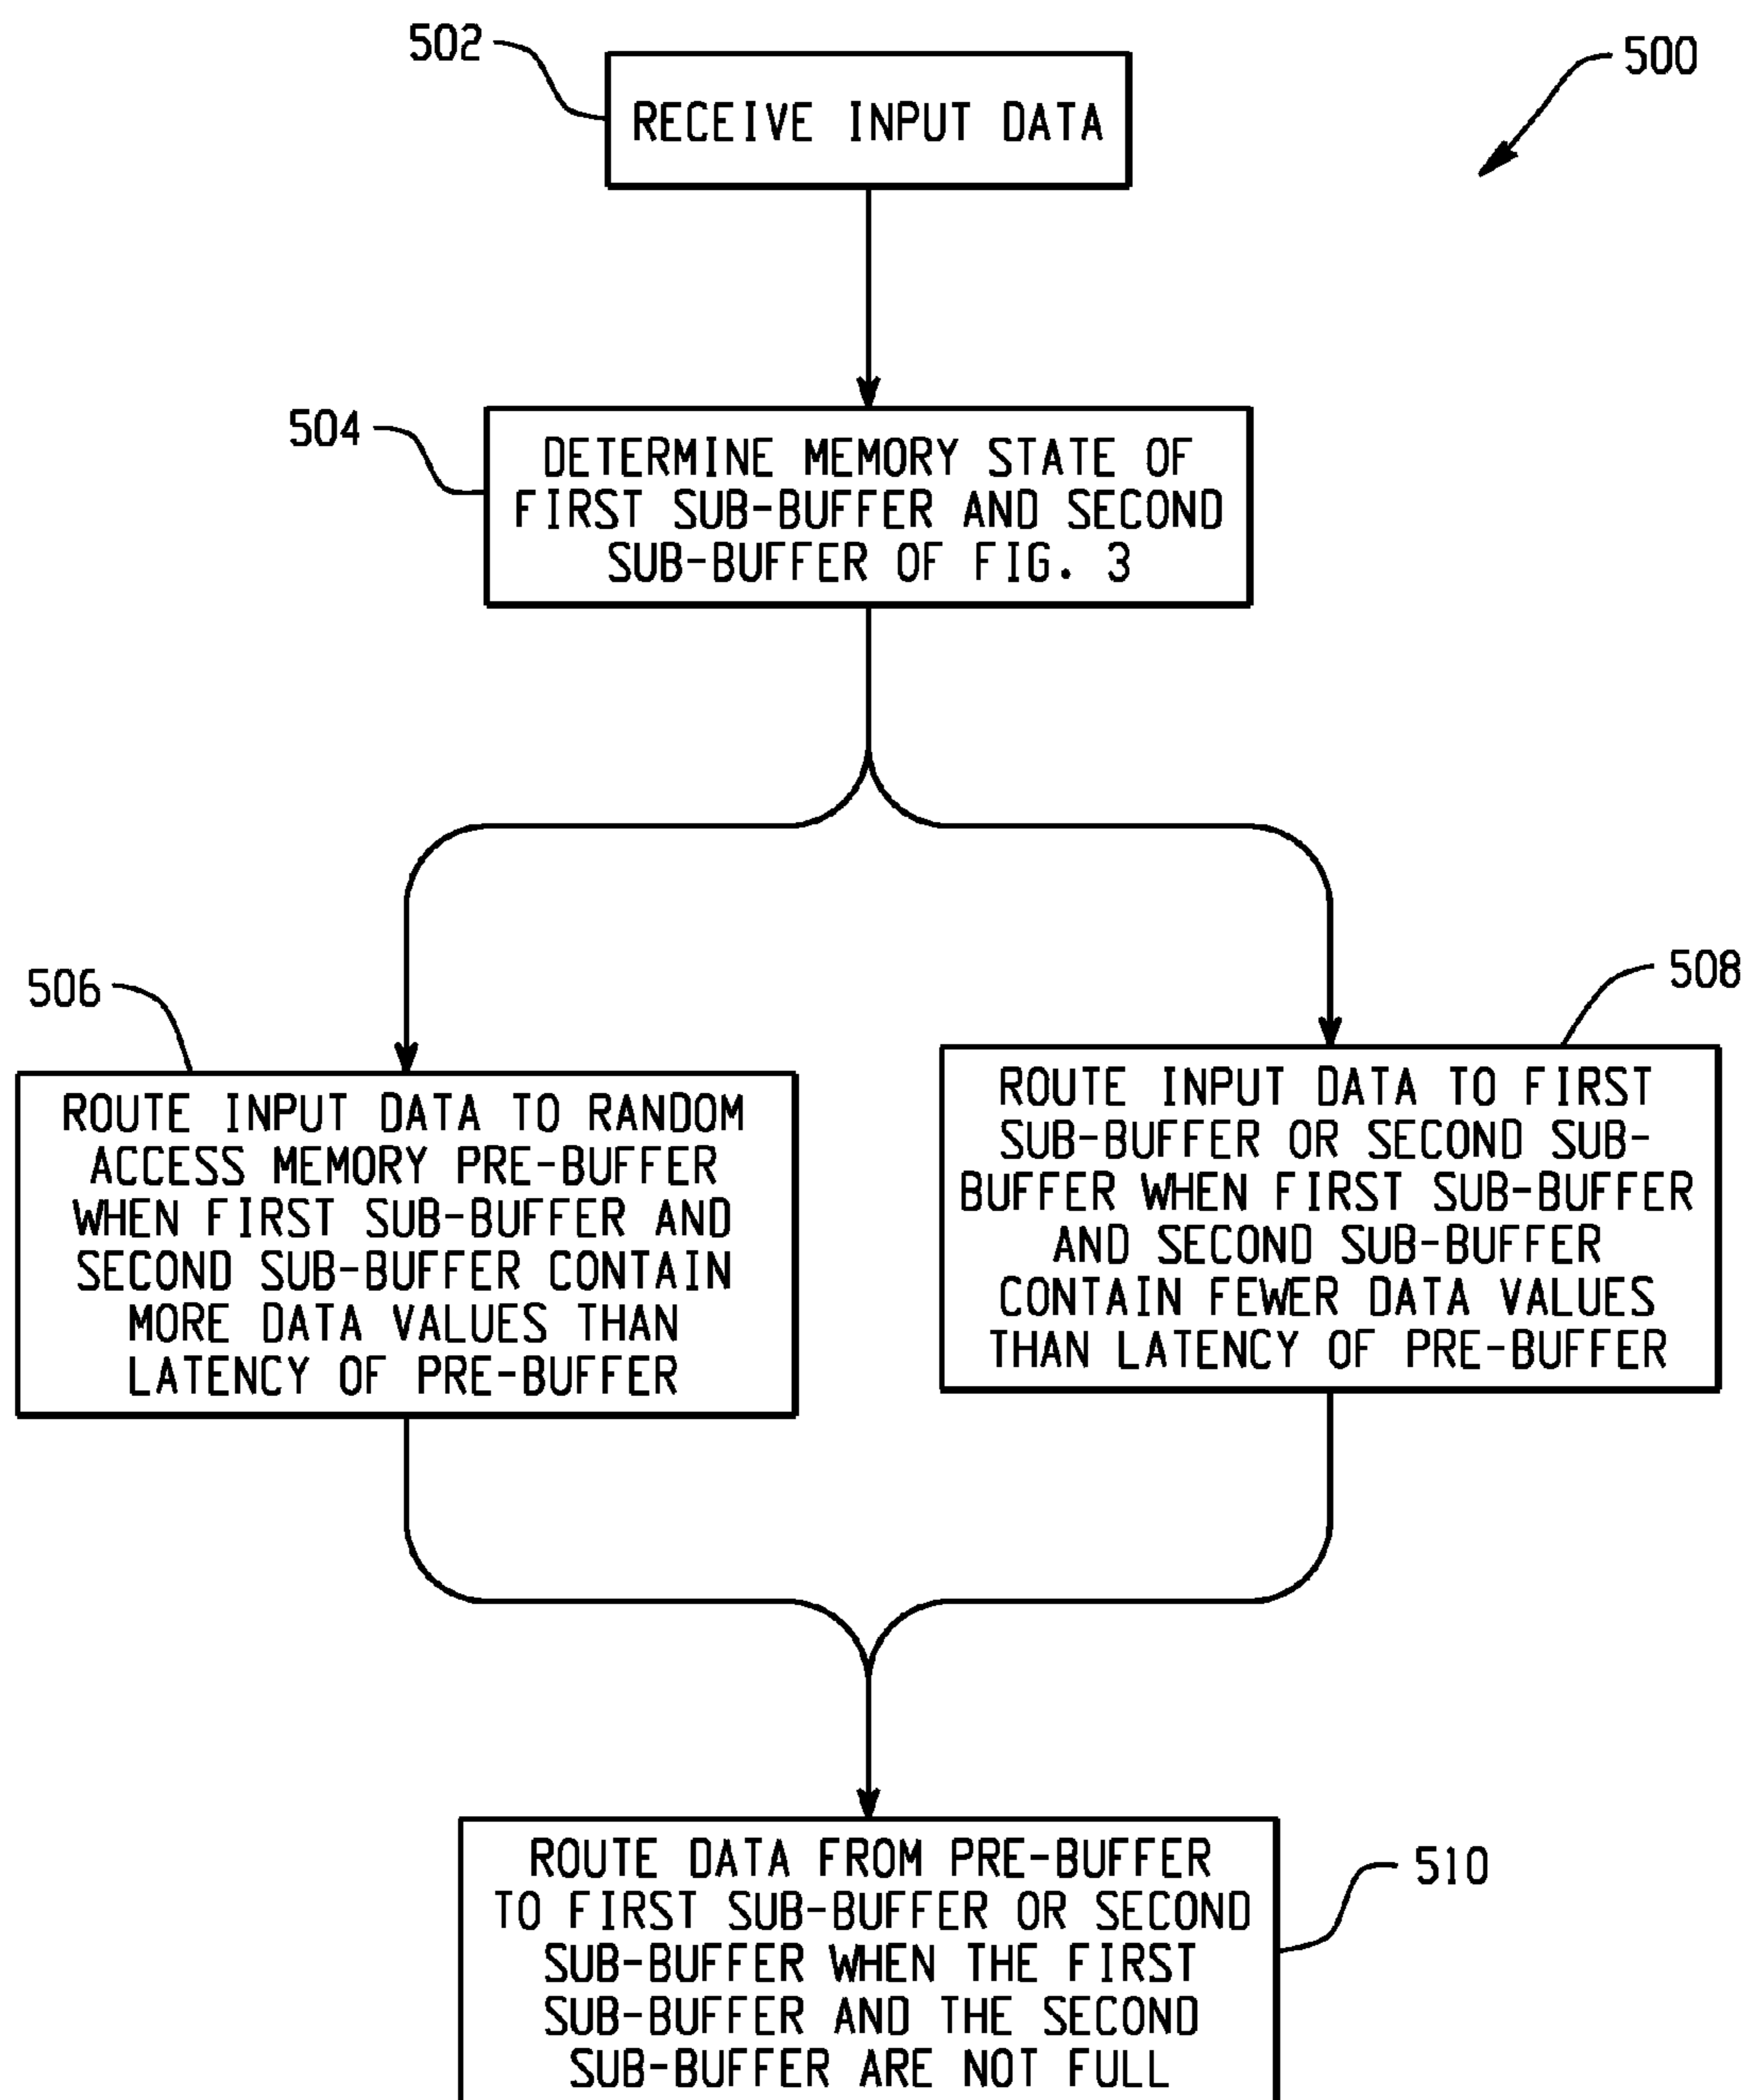 502
500
RECEIVE INPUT DATA
504
DETERMINE MEMORY STATE OF
FIRST SUB-BUFFER AND SECOND
SUB-BUFFER OF FIG. 3
506
508
ROUTE INPUT DATA TO RANDOM
ACCESS MEMORY PRE-BUFFER
WHEN FIRST SUB-BUFFER AND
SECOND SUB-BUFFER CONTAIN
MORE DATA VALUES THAN
LATENCY OF PRE-BUFFER
ROUTE INPUT DATA TO FIRST
SUB-BUFFER OR SECOND SUB-
BUFFER WHEN FIRST SUB-BUFFER
AND SECOND SUB-BUFFER
CONTAIN FEWER DATA VALUES
THAN LATENCY OF PRE-BUFFER
ROUTE DATA FROM PRE-BUFFER
TO FIRST SUB-BUFFER OR SECOND
SUB-BUFFER WHEN THE FIRST
SUB-BUFFER AND THE SECOND
SUB-BUFFER ARE NOT FULL
510